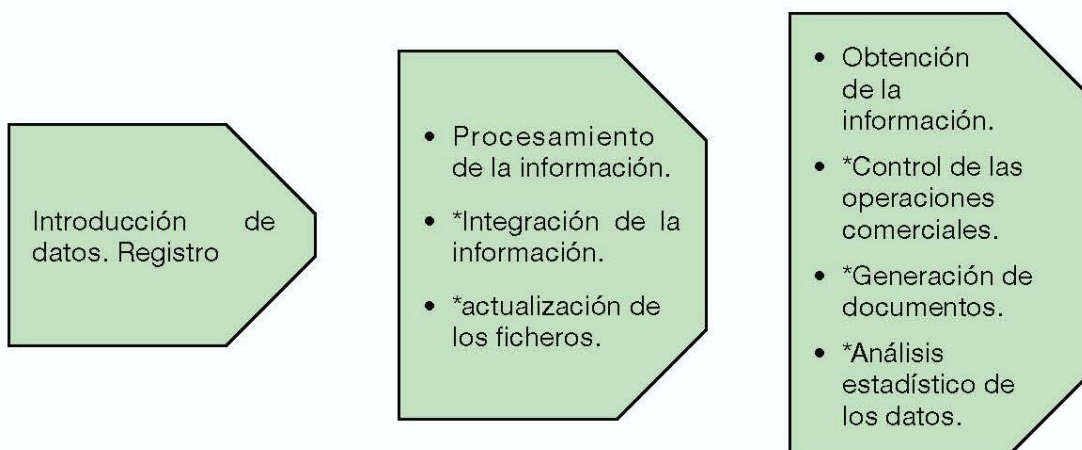 Introducción de
datos. Registro
• Procesamiento
de la información.
• *Integración de la
información.
• *actualización de
los ficheros.
• Obtención
de la
información.
• *Control de las
operaciones
comerciales.
• *Generación de
documentos.
• *Análisis
estadístico de
los datos.